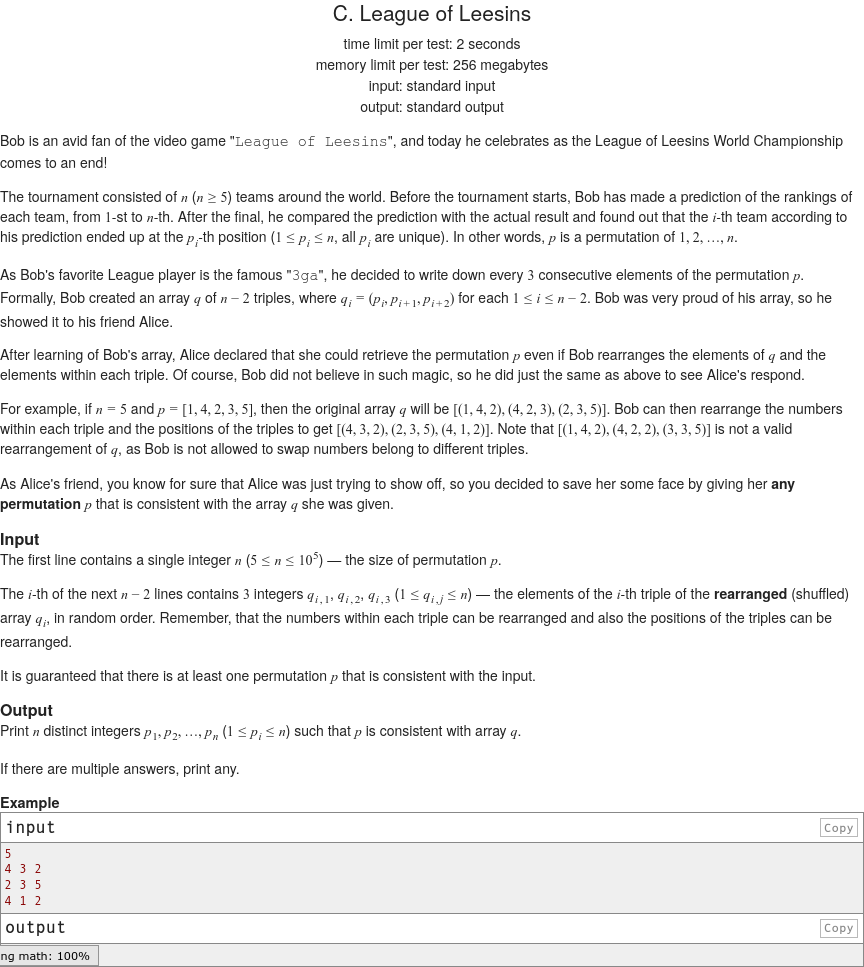 C. League of Leesins
time limit per test: 2 seconds
memory limit per test: 256 megabytes
input: standard input
output: standard output
Bob is an avid fan of the video game "League of Leesins", and today he celebrates as the League of Leesins World Championship
comes to an end!
The tournament consisted of n (n ≥ 5) teams around the world. Before the tournament starts, Bob has made a prediction of the rankings of
each team, from 1-st to n-th. After the final, he compared the prediction with the actual result and found out that the i-th team according to
his prediction ended up at the p_i-th position (1 ≤ p_i ≤ n, all p_i are unique). In other words, p is a permutation of 1, 2, …, n.
As Bob's favorite League player is the famous "3ga", he decided to write down every 3 consecutive elements of the permutation p.
Formally, Bob created an array q of n − 2 triples, where q_i = (p_i, p_{i+1}, p_{i+2}) for each 1 ≤ i ≤ n − 2. Bob was very proud of his array, so he
showed it to his friend Alice.
After learning of Bob's array, Alice declared that she could retrieve the permutation p even if Bob rearranges the elements of q and the
elements within each triple. Of course, Bob did not believe in such magic, so he did just the same as above to see Alice's respond.
For example, if n = 5 and p = [1, 4, 2, 3, 5], then the original array q will be [(1, 4, 2), (4, 2, 3), (2, 3, 5)]. Bob can then rearrange the numbers
within each triple and the positions of the triples to get [(4, 3, 2), (2, 3, 5), (4, 1, 2)]. Note that [(1, 4, 2), (4, 2, 2), (3, 3, 5)] is not a valid
rearrangement of q, as Bob is not allowed to swap numbers belong to different triples.
As Alice's friend, you know for sure that Alice was just trying to show off, so you decided to save her some face by giving her any
permutation p that is consistent with the array q she was given.
Input
The first line contains a single integer n (5 ≤ n ≤ 10^5) — the size of permutation p.
The i-th of the next n − 2 lines contains 3 integers q_{i,1}, q_{i,2}, q_{i,3} (1 ≤ q_{i,j} ≤ n) — the elements of the i-th triple of the rearranged (shuffled)
array q_i, in random order. Remember, that the numbers within each triple can be rearranged and also the positions of the triples can be
rearranged.
It is guaranteed that there is at least one permutation p that is consistent with the input.
Output
Print n distinct integers p_1, p_2, …, p_n (1 ≤ p_i ≤ n) such that p is consistent with array q.
If there are multiple answers, print any.
Example
input Copy
5
4 3 2
2 3 5
4 1 2
output Copy
ng math: 100%